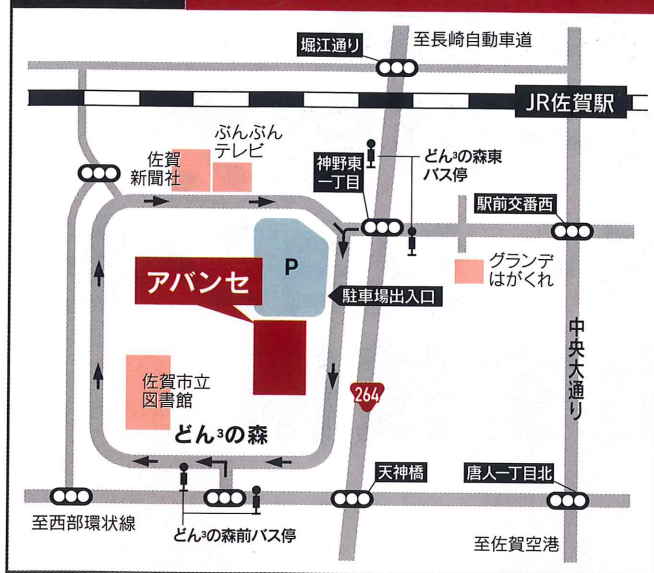 至長崎自動車道
堀江通り
JR佐賀駅
ぶんぶん
テレビ
佐賀
新聞社
神野東
一丁目
どん³の森東
バス停
駅前交番西
P
アバンセ
駐車場出入口
グランデ
はがくれ
中央大通り
264
佐賀市立
図書館
どん³の森
天神橋
唐人一丁目北
至西部環状線
どん³の森前バス停
至佐賀空港